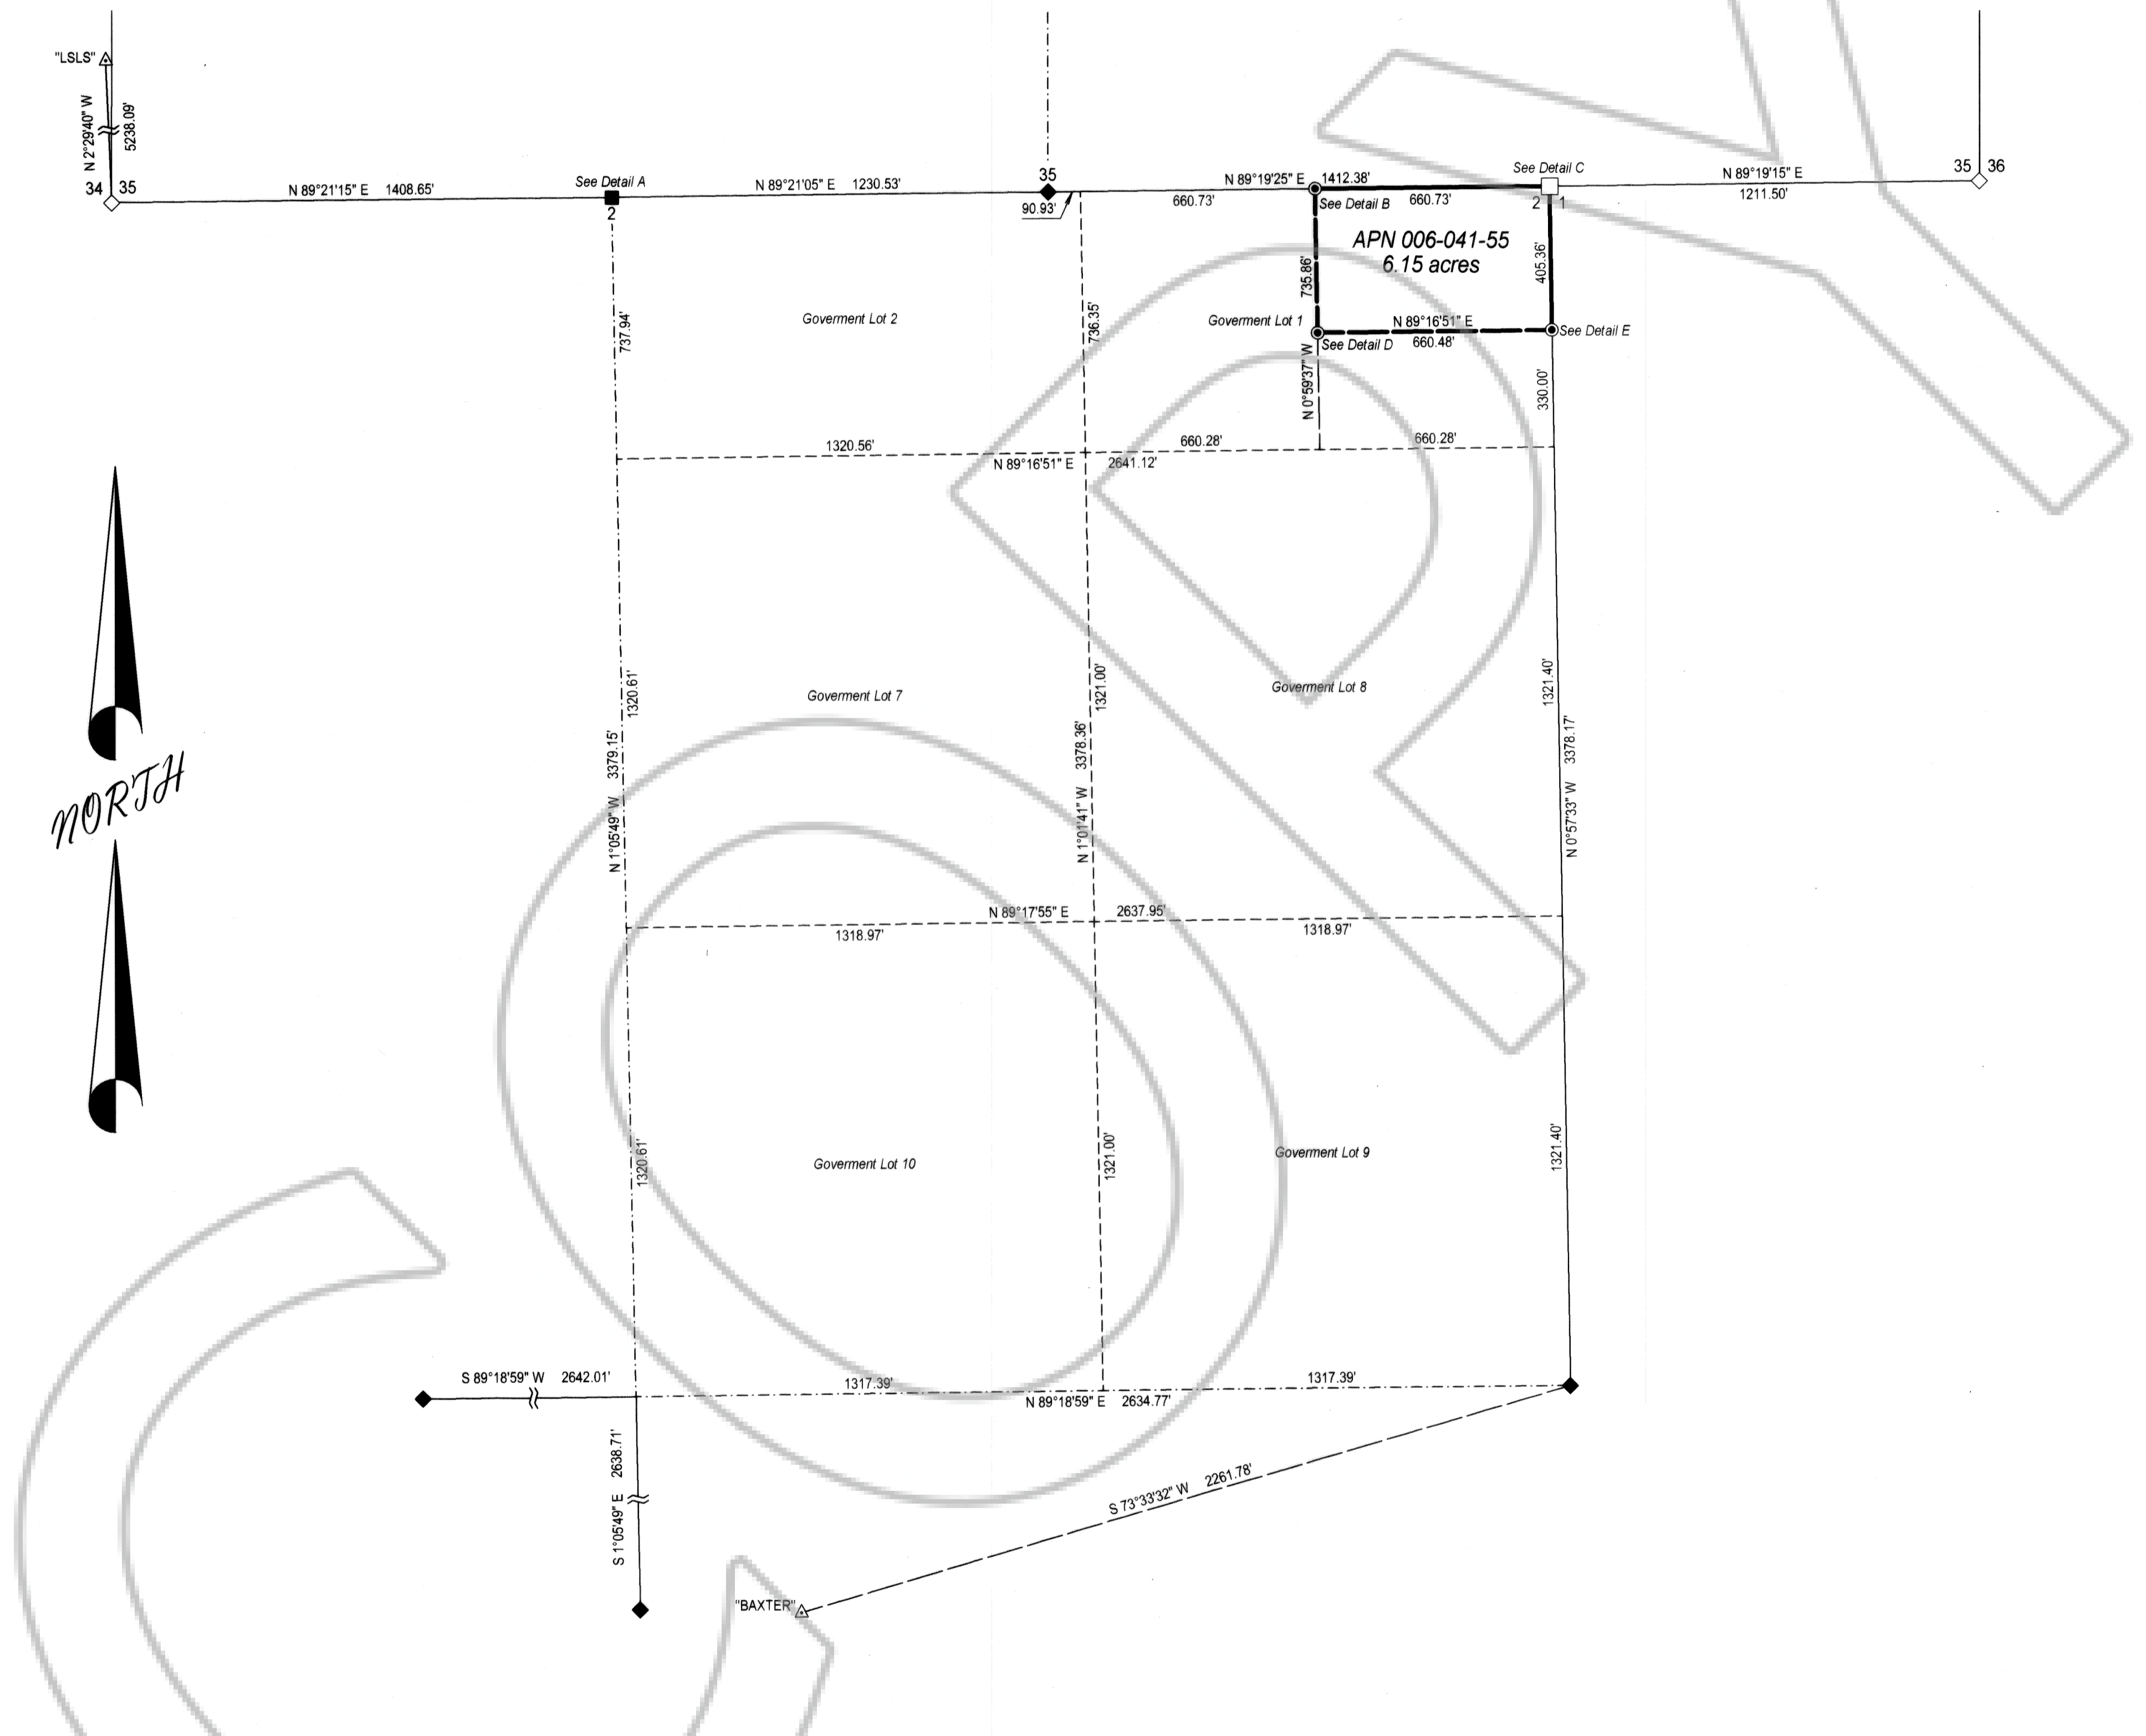 "LSLS"
N 2°29'40" W
5238.09'
34 35
N 89°21'15" E 1408.65'
See Detail A
2
N 89°21'05" E 1230.53'
35
90.93'
N 89°19'25" E 1412.38'
660.73'
See Detail B
660.73'
See Detail C
2 1
N 89°19'15" E
1211.50'
35 36
APN 006-041-55
6.15 acres
735.86'
405.36'
Goverment Lot 2
Goverment Lot 1
737.94'
736.35'
N 89°16'51" E
660.48'
See Detail D
See Detail E
N 0°59'37" W
330.00'
1320.56'
660.28'
660.28'
N 89°16'51" E 2641.12'
Goverment Lot 7
Goverment Lot 8
1320.61'
1321.00'
1321.40'
N 1°05'49" W 3379.15'
N 1°01'41" W 3378.36'
N 0°57'33" W 3378.17'
NORTH
N 89°17'55" E 2637.95'
1318.97'
1318.97'
Goverment Lot 10
Goverment Lot 9
1320.61'
1321.00'
1321.40'
S 89°18'59" W 2642.01'
1317.39'
1317.39'
N 89°18'59" E 2634.77'
S 1°05'49" E 2638.71'
S 73°33'32" W 2261.78'
"BAXTER"
COPY